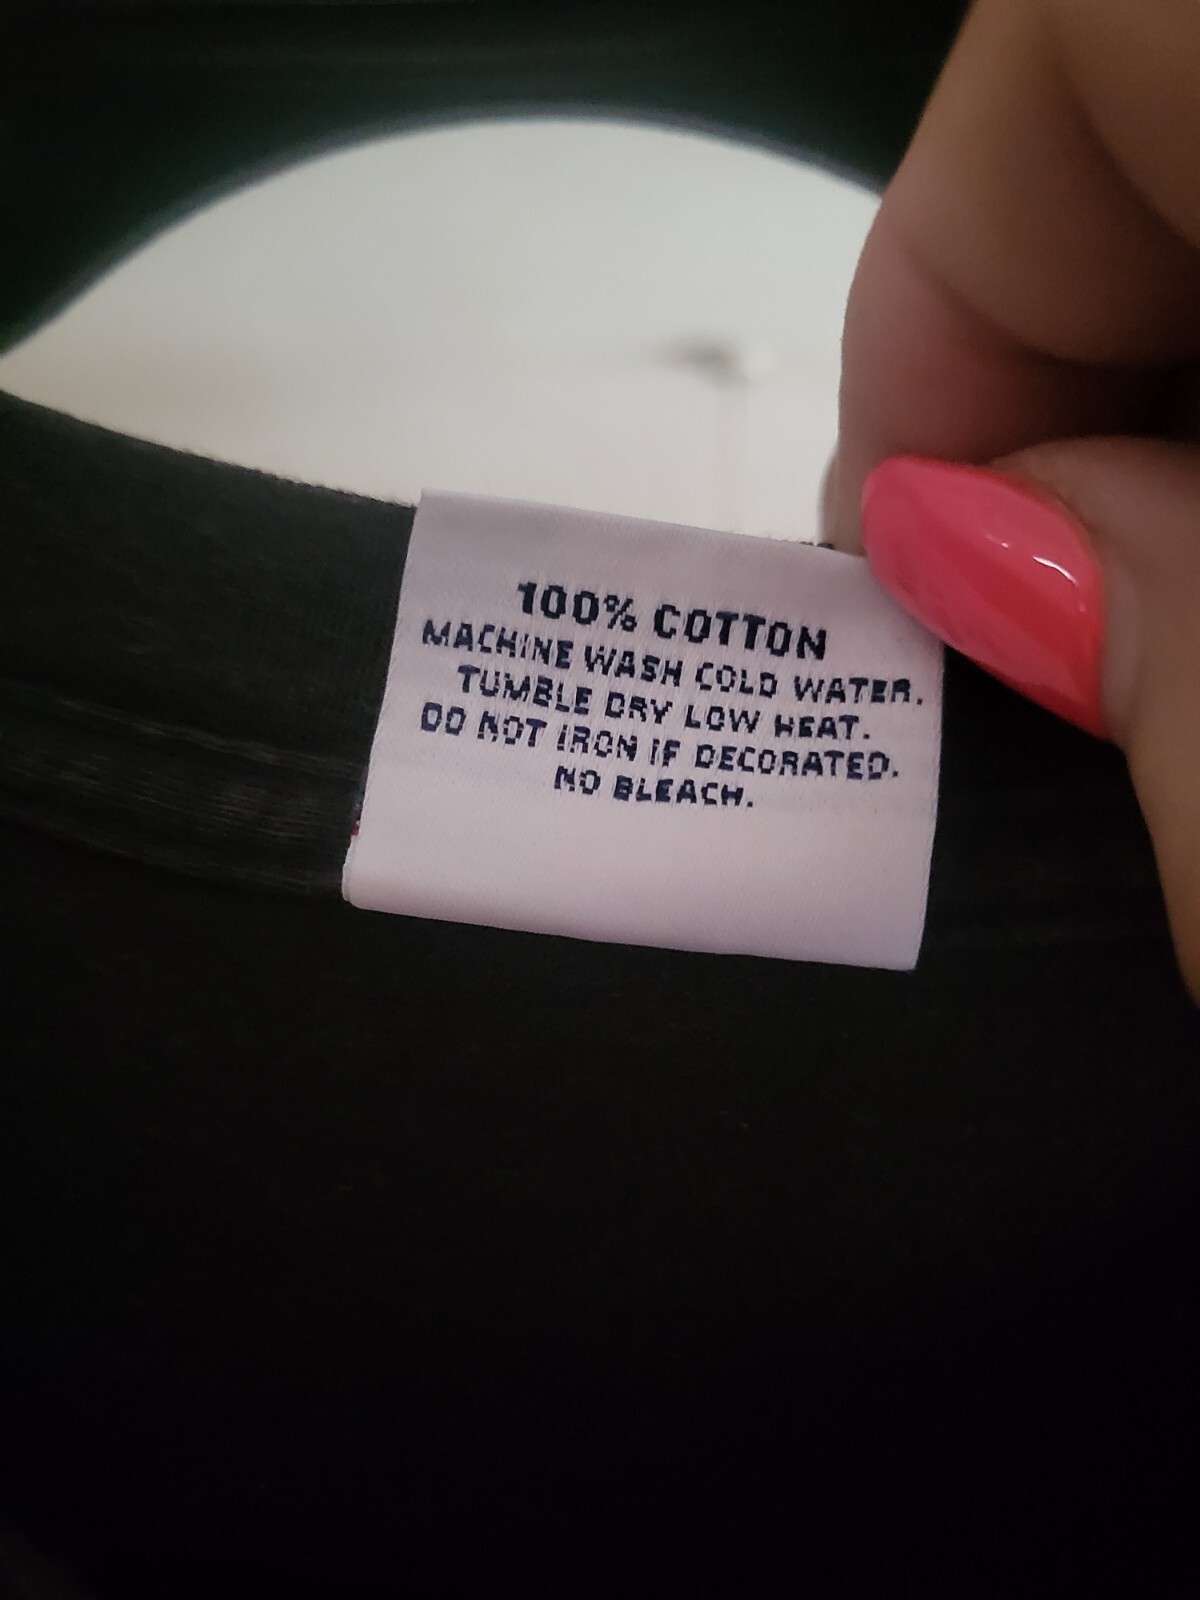 100% COTTON
MACHINE WASH COLD WATER.
TUMBLE DRY LOW HEAT.
DO NOT IRON IF DECORATED.
NO BLEACH.